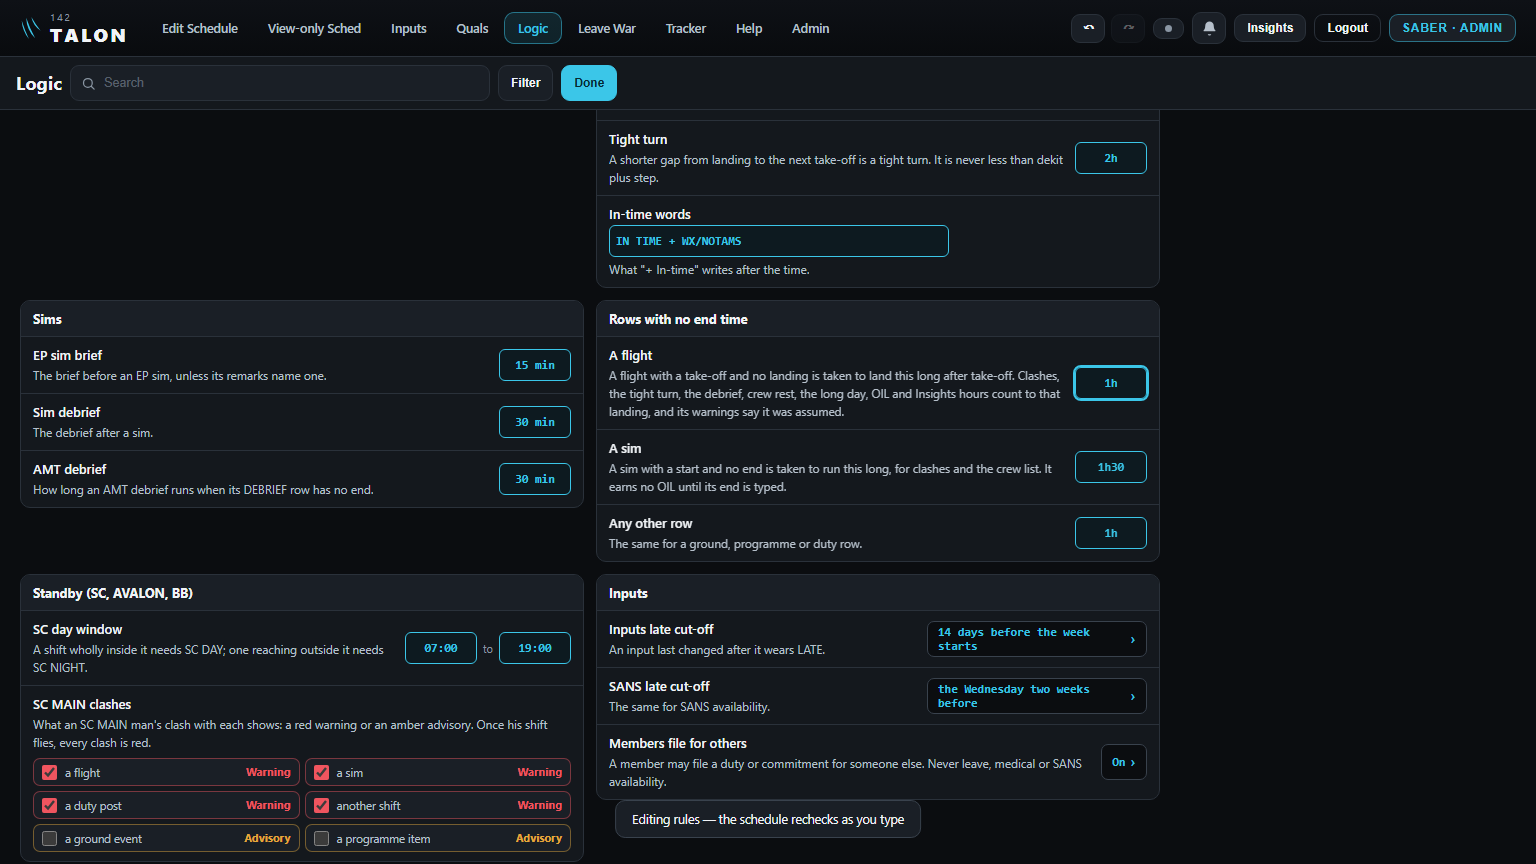 142
TALON
Edit Schedule
View-only Sched
Inputs
Quals
Logic
Leave War
Tracker
Help
Admin
Insights
Logout
SABER · ADMIN
Logic
Search
Filter
Done
Tight turn
A shorter gap from landing to the next take-off is a tight turn. It is never less than dekit
plus step.
2h
In-time words
IN TIME + WX/NOTAMS
What "+ In-time" writes after the time.
Sims
EP sim brief
The brief before an EP sim, unless its remarks name one.
15 min
Sim debrief
The debrief after a sim.
30 min
AMT debrief
How long an AMT debrief runs when its DEBRIEF row has no end.
30 min
Rows with no end time
A flight
A flight with a take-off and no landing is taken to land this long after take-off. Clashes,
the tight turn, the debrief, crew rest, the long day, OIL and Insights hours count to that
landing, and its warnings say it was assumed.
1h
A sim
A sim with a start and no end is taken to run this long, for clashes and the crew list. It
earns no OIL until its end is typed.
1h30
Any other row
The same for a ground, programme or duty row.
1h
Standby (SC, AVALON, BB)
SC day window
A shift wholly inside it needs SC DAY; one reaching outside it needs
SC NIGHT.
07:00 to 19:00
SC MAIN clashes
What an SC MAIN man's clash with each shows: a red warning or an amber advisory. Once his shift
flies, every clash is red.
a flight Warning
a sim Warning
a duty post Warning
another shift Warning
a ground event Advisory
a programme item Advisory
Inputs
Inputs late cut-off
An input last changed after it wears LATE.
14 days before the week
starts ›
SANS late cut-off
The same for SANS availability.
the Wednesday two weeks
before ›
Members file for others
A member may file a duty or commitment for someone else. Never leave, medical or SANS
availability.
On ›
Editing rules — the schedule rechecks as you type